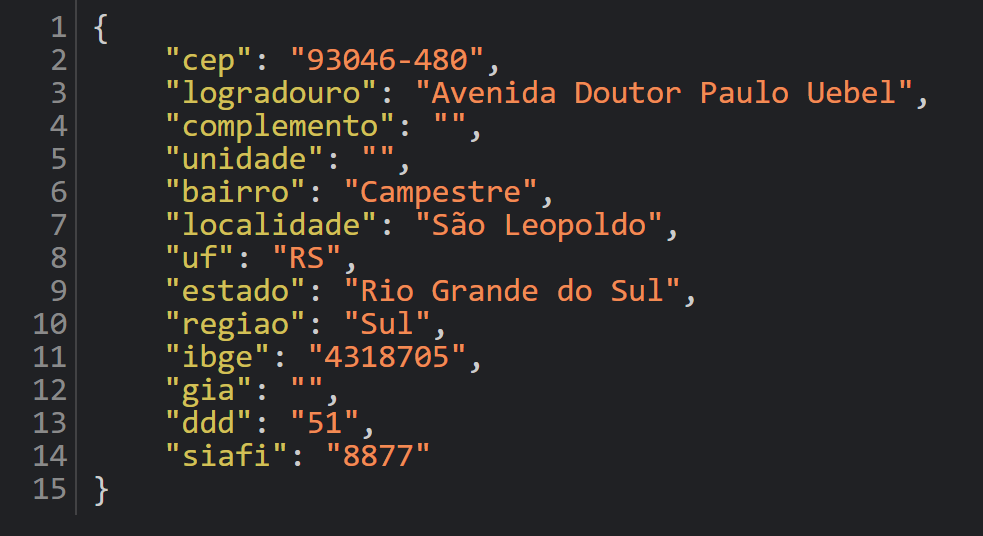 1 {
2 "cep": "93046-480",
3 "logradouro": "Avenida Doutor Paulo Uebel",
4 "complemento": "",
5 "unidade": "",
6 "bairro": "Campestre",
7 "localidade": "São Leopoldo",
8 "uf": "RS",
9 "estado": "Rio Grande do Sul",
10 "regiao": "Sul",
11 "ibge": "4318705",
12 "gia": "",
13 "ddd": "51",
14 "siafi": "8877"
15 }